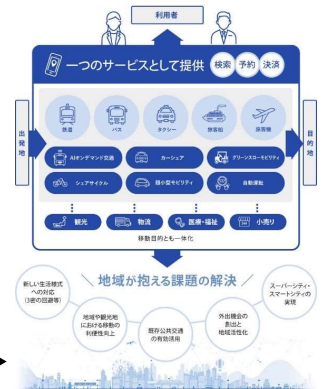 利用者
一つのサービスとして提供
検索 予約 決済
出発地
目的地
鉄道 バス タクシー 旅客船 旅客機
AIオンデマンド交通 カーシェア グリーンスローモビリティ
シェアサイクル 超小型モビリティ 自動運転
観光 物流 医療・福祉 小売り
移動目的とも一体化
地域が抱える課題の解決
新しい生活様式
への対応
(3密の回避等)
地域や観光地
における移動の
利便性向上
既存公共交通
の有効活用
外出機会の
創出と
地域活性化
スーパーシティ・
スマートシティの
実現